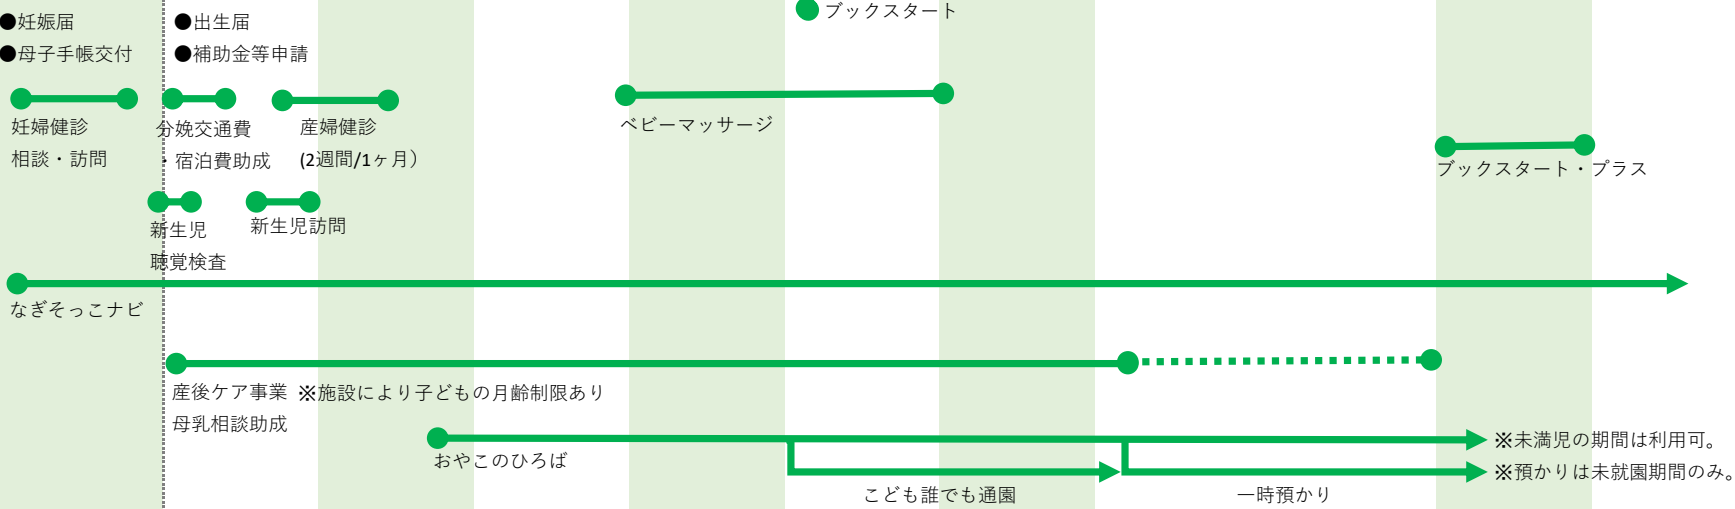 ●妊娠届
●母子手帳交付
●出生届
●補助金等申請
ブックスタート
妊婦健診
相談・訪問
分娩交通費
・宿泊費助成
産婦健診
(2週間/1ヶ月）
ベビーマッサージ
ブックスタート・プラス
新生児
聴覚検査
新生児訪問
なぎそっこナビ
産後ケア事業 ※施設により子どもの月齢制限あり
母乳相談助成
おやこのひろば
※未満児の期間は利用可。
※預かりは未就園期間のみ。
こども誰でも通園
一時預かり